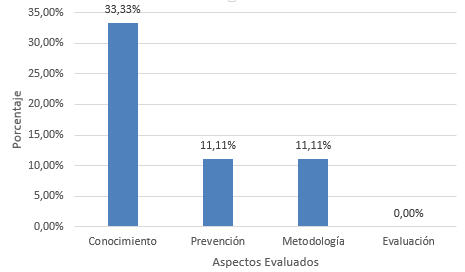 35,00%
30,00%
25,00%
20,00%
15,00%
10,00%
5,00%
0,00%
Porcentaje
33,33%
11,11%
11,11%
0,00%
Conocimiento
Prevención
Metodología
Evaluación
Aspectos Evaluados